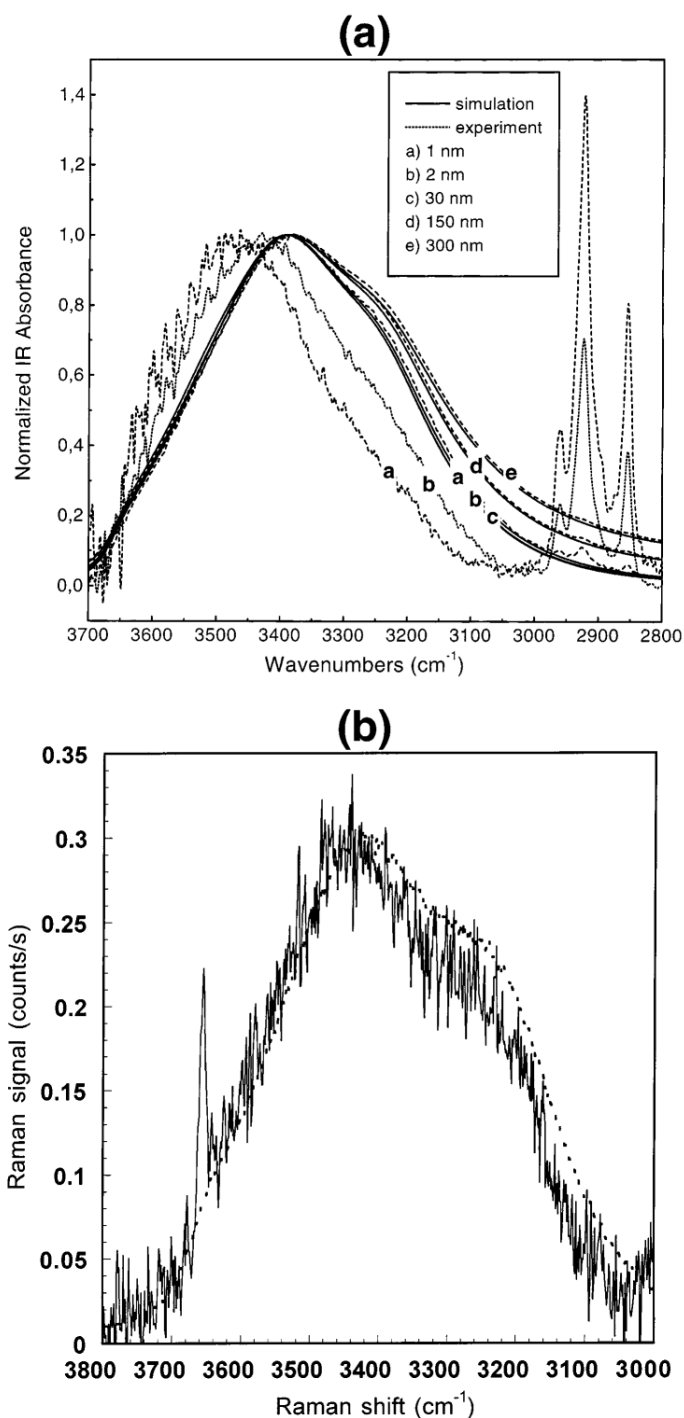 (a)
1,4
1,2
1,0
0,8
0,6
0,4
0,2
0,0
Normalized IR Absorbance
simulation
experiment
a) 1 nm
b) 2 nm
c) 30 nm
d) 150 nm
e) 300 nm
a
b
a
b
c
d
e
3700 3600 3500 3400 3300 3200 3100 3000 2900 2800
Wavenumbers (cm⁻¹)
(b)
0.35
0.3
0.25
0.2
0.15
0.1
0.05
0
Raman signal (counts/s)
3800 3700 3600 3500 3400 3300 3200 3100 3000
Raman shift (cm⁻¹)